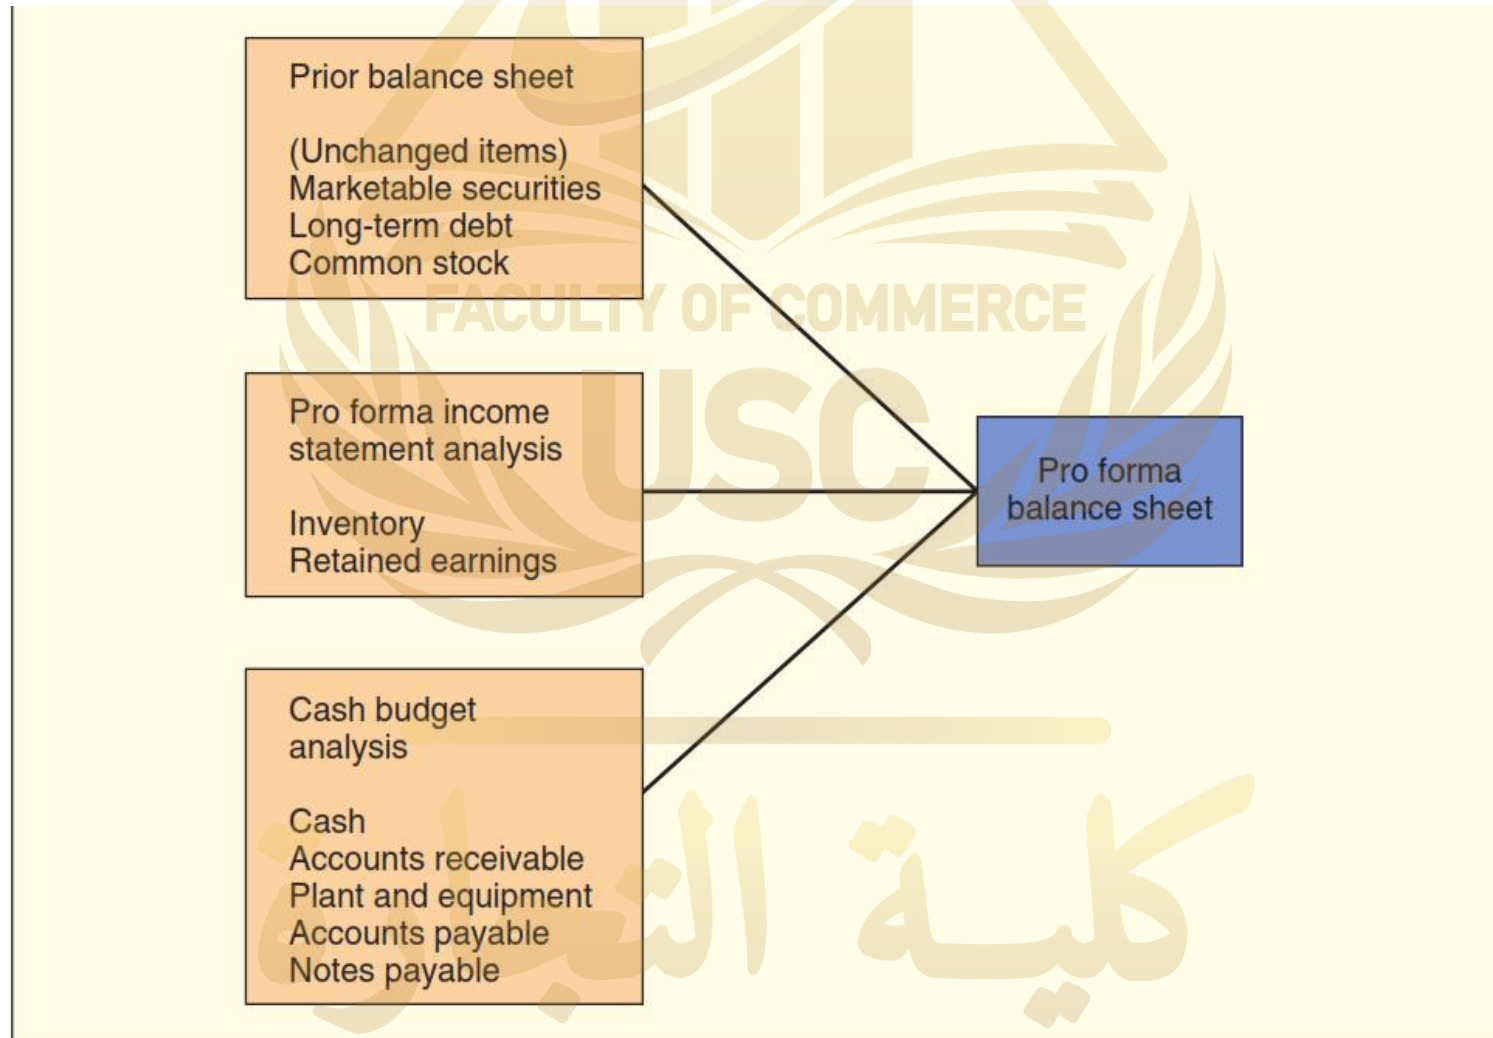 Prior balance sheet
(Unchanged items)
Marketable securities
Long-term debt
Common stock
FACULTY OF COMMERCE
USC
Pro forma income
statement analysis
Inventory
Retained earnings
Pro forma
balance sheet
Cash budget
analysis
Cash
Accounts receivable
Plant and equipment
Accounts payable
Notes payable
كلية التجارة